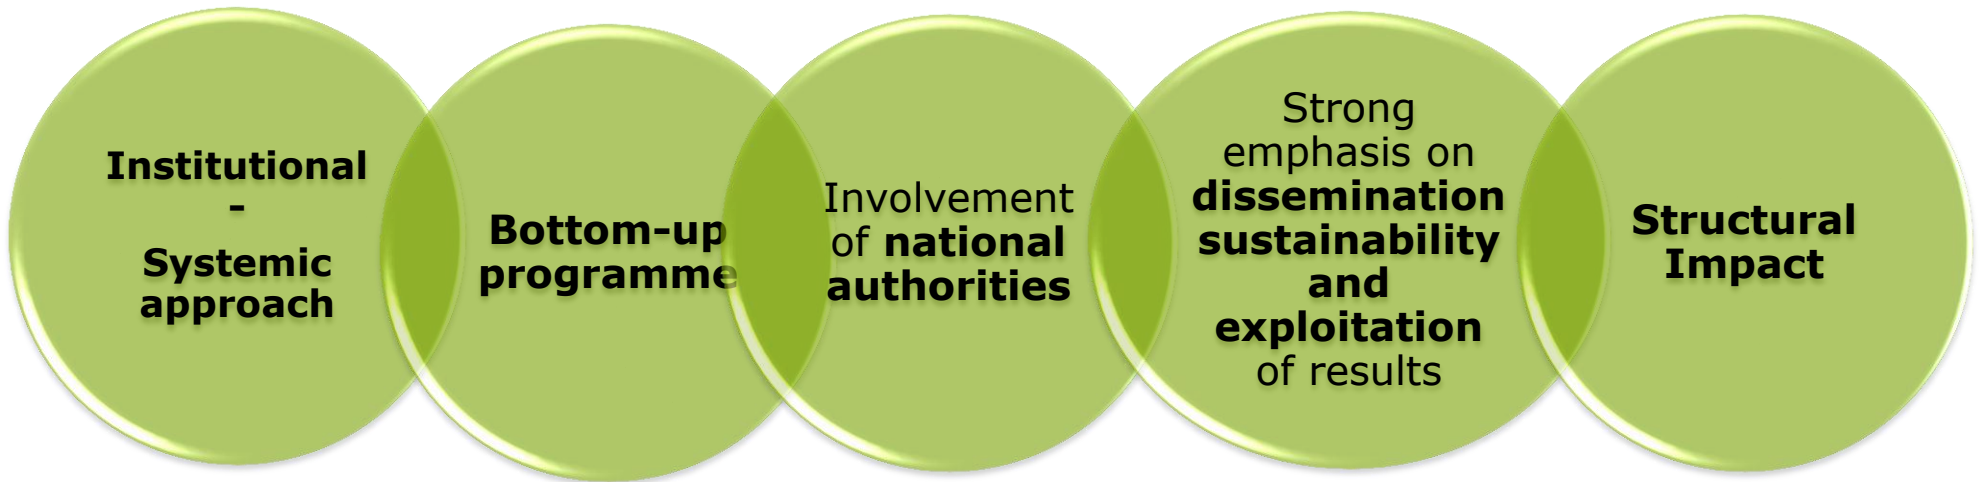 Institutional
-
Systemic
approach
Bottom-up
programme
Involvement
of national
authorities
Strong
emphasis on
dissemination
sustainability
and
exploitation
of results
Structural
Impact